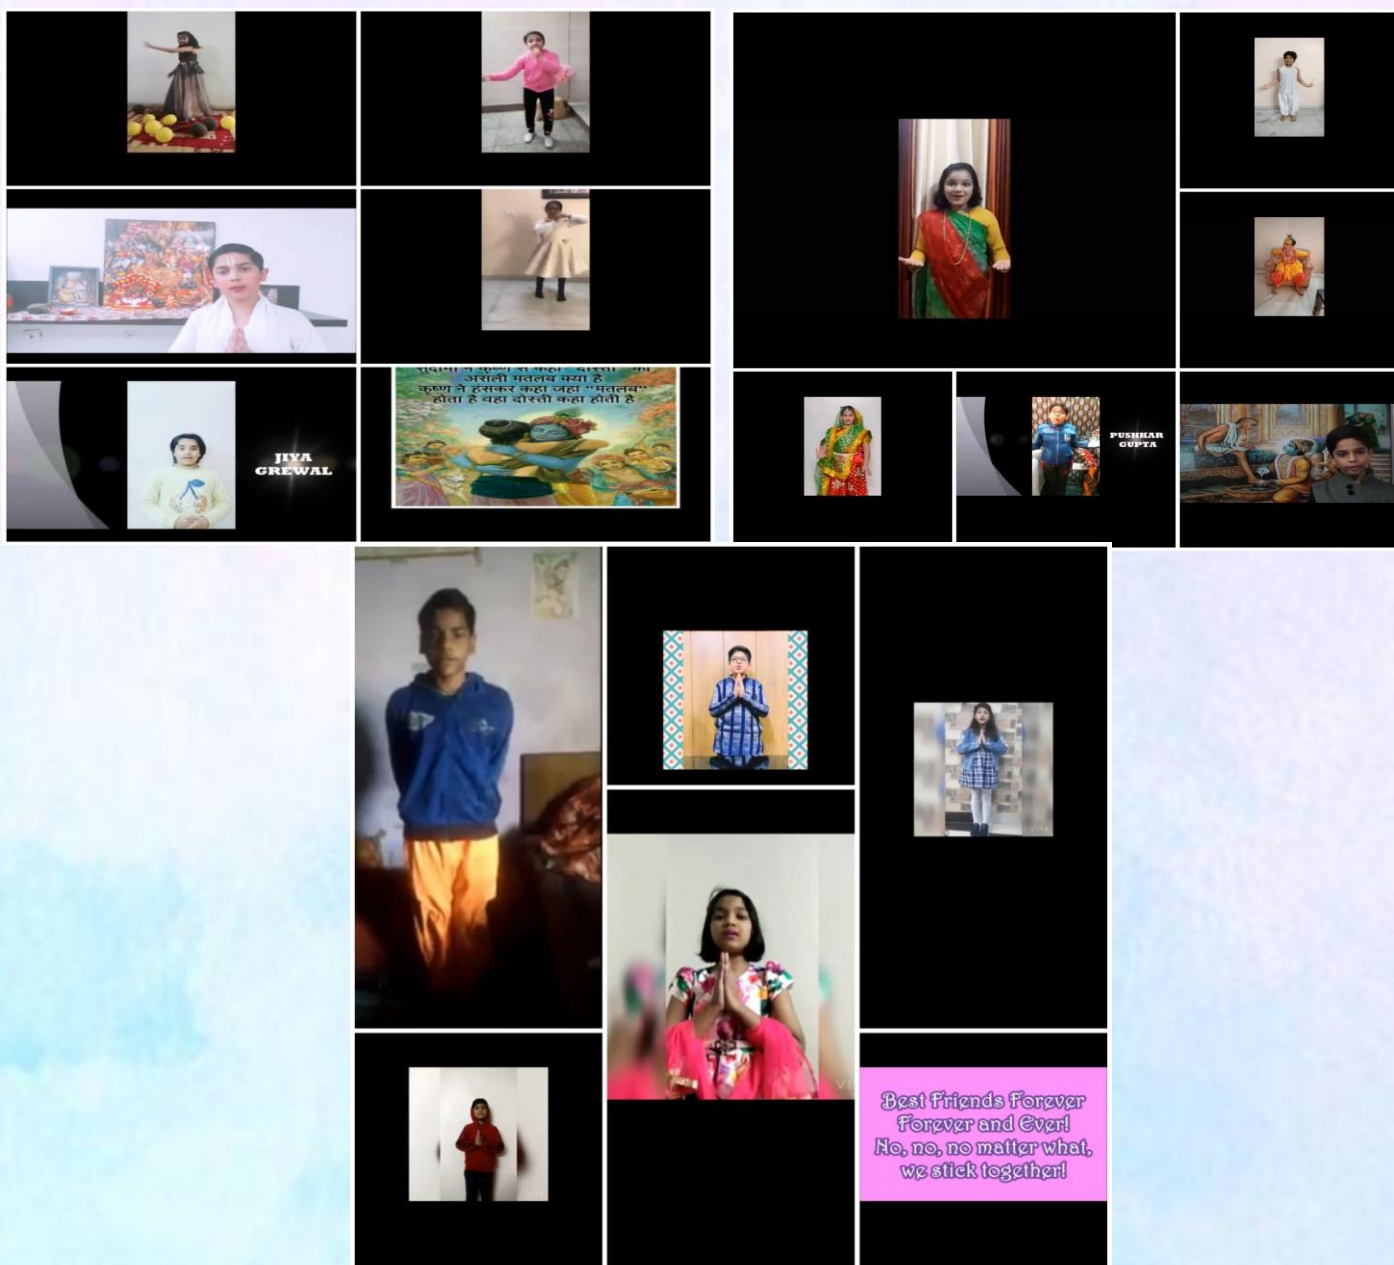 असली मतलब क्या है
कृष्ण ने हंसकर कहा जहा "मतलब"
होता है वहा दोस्ती कहा होती है
JIYA
GREWAL
PUSHKAR
GUPTA
Best Friends Forever
Forever and Ever!
No, no, no matter what,
we stick together!